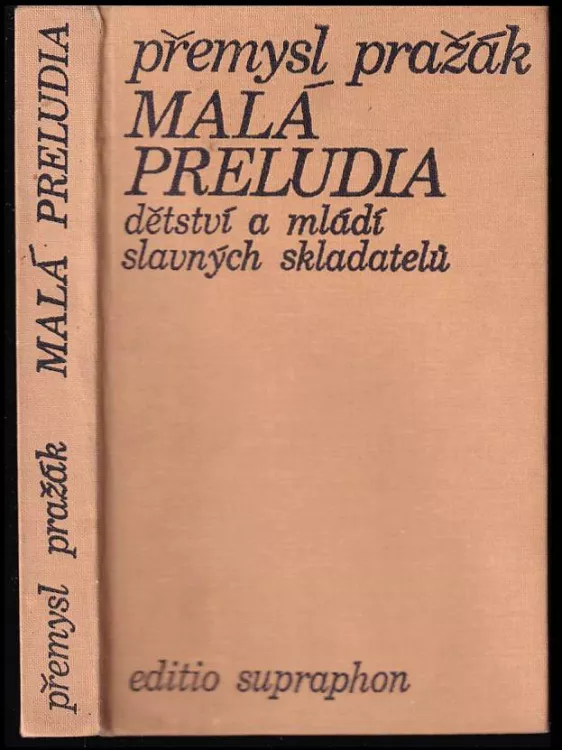 přemysl pražák
MALÁ
PRELUDIA
dětství a mládí
slavných skladatelů
editio supraphon
přemysl pražák MALÁ PRELUDIA